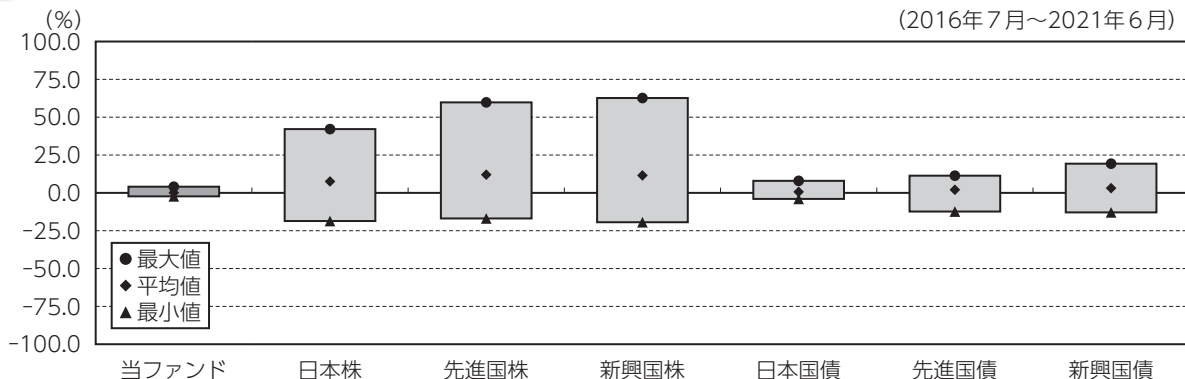 (%)
(2016年7月～2021年6月)
100.0
75.0
50.0
25.0
0.0
-25.0
-50.0
-75.0
-100.0
● 最大値
◆ 平均値
▲ 最小値
当ファンド 日本株 先進国株 新興国株 日本国債 先進国債 新興国債